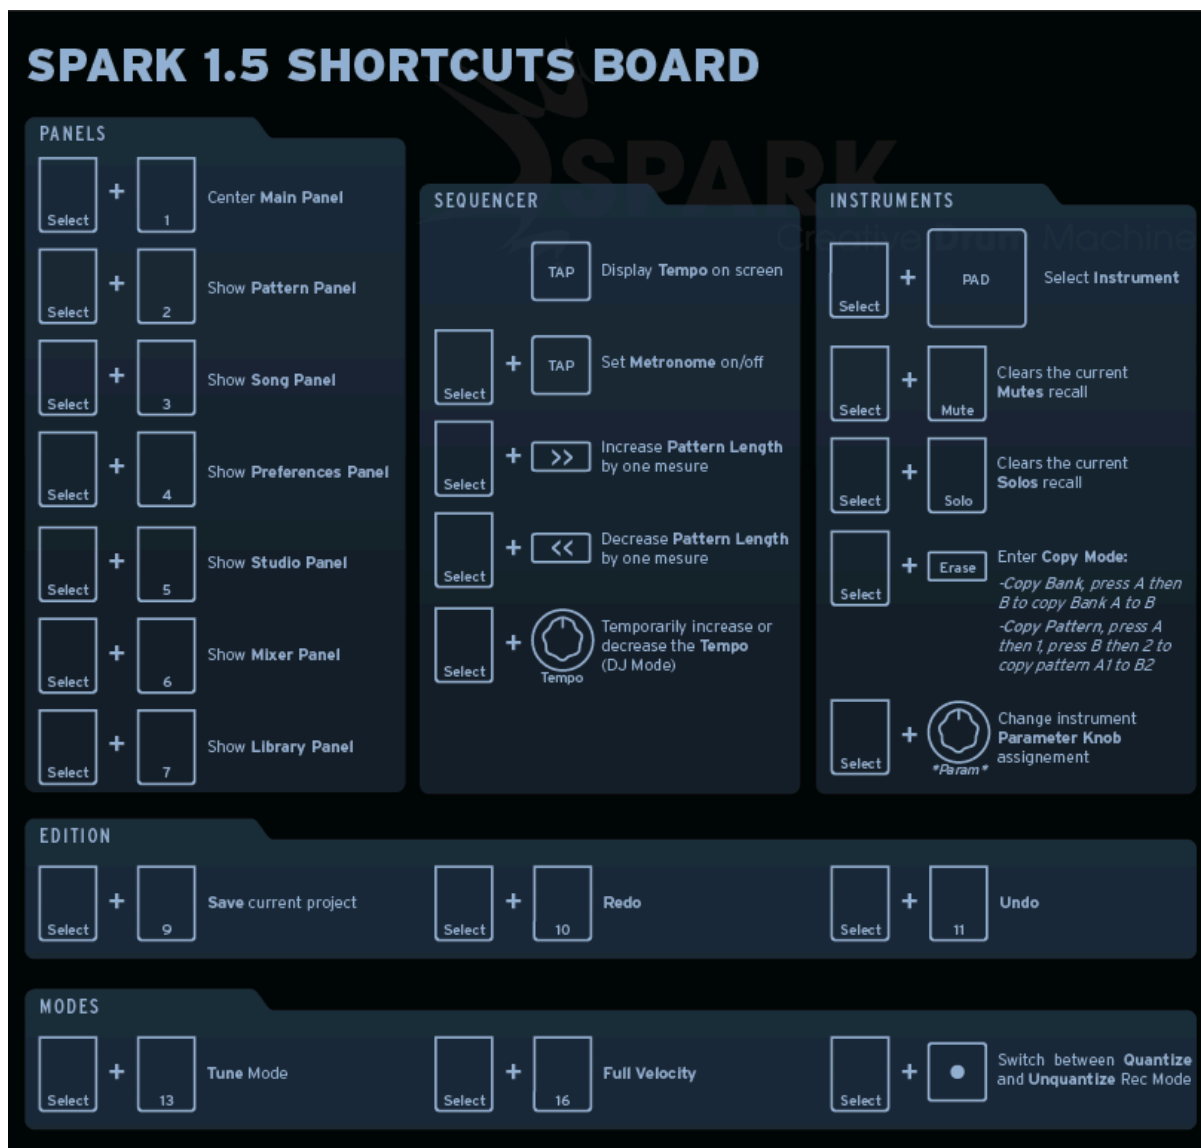 SPARK 1.5 SHORTCUTS BOARD
SPARK
Creative Drum Machine
PANELS
Select + 1 Center Main Panel
Select + 2 Show Pattern Panel
Select + 3 Show Song Panel
Select + 4 Show Preferences Panel
Select + 5 Show Studio Panel
Select + 6 Show Mixer Panel
Select + 7 Show Library Panel
SEQUENCER
TAP Display Tempo on screen
Select + TAP Set Metronome on/off
Select + >> Increase Pattern Length
by one mesure
Select + << Decrease Pattern Length
by one mesure
Select + Tempo Temporarily increase or
decrease the Tempo
(DJ Mode)
INSTRUMENTS
Select + PAD Select Instrument
Select + Mute Clears the current
Mutes recall
Select + Solo Clears the current
Solos recall
Select + Erase Enter Copy Mode:
-Copy Bank, press A then
B to copy Bank A to B
-Copy Pattern, press A
then 1, press B then 2 to
copy pattern A1 to B2
Select + *Param* Change instrument
Parameter Knob
assignement
EDITION
Select + 9 Save current project
Select + 10 Redo
Select + 11 Undo
MODES
Select + 13 Tune Mode
Select + 16 Full Velocity
Select + Switch between Quantize
and Unquantize Rec Mode